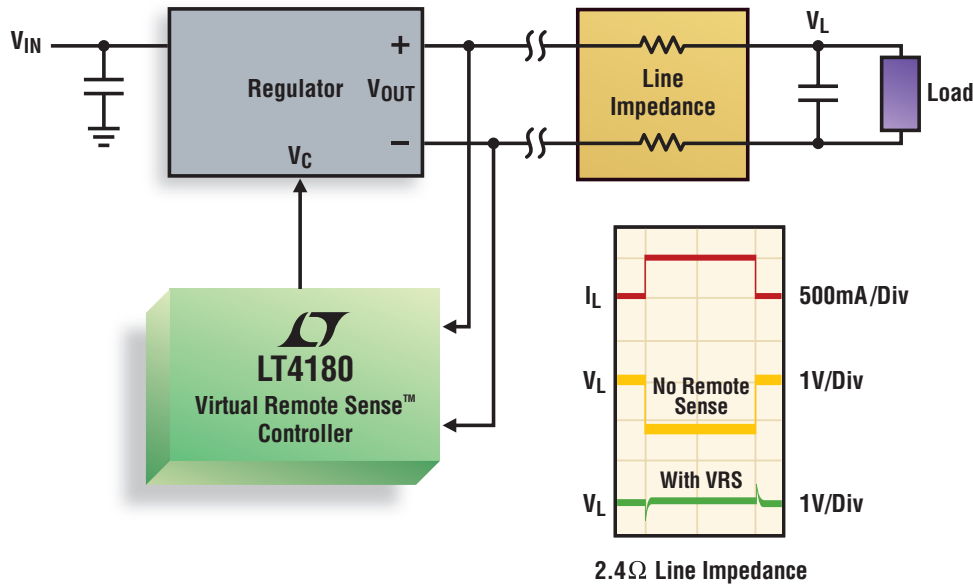 VIN
Regulator
+
VOUT
−
VC
Line
Impedance
VL
Load
LT4180
Virtual Remote Sense™
Controller
IL
500mA/Div
VL
No Remote
Sense
1V/Div
With VRS
VL
1V/Div
2.4Ω Line Impedance